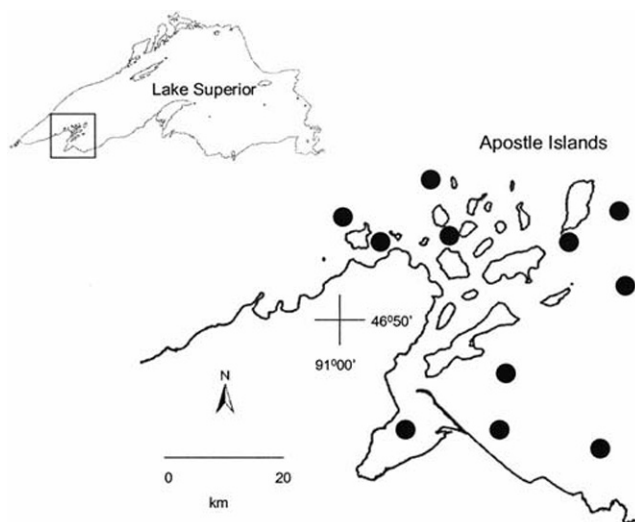 Lake Superior
Apostle Islands
46º50'
91º00'
N
0 20
km